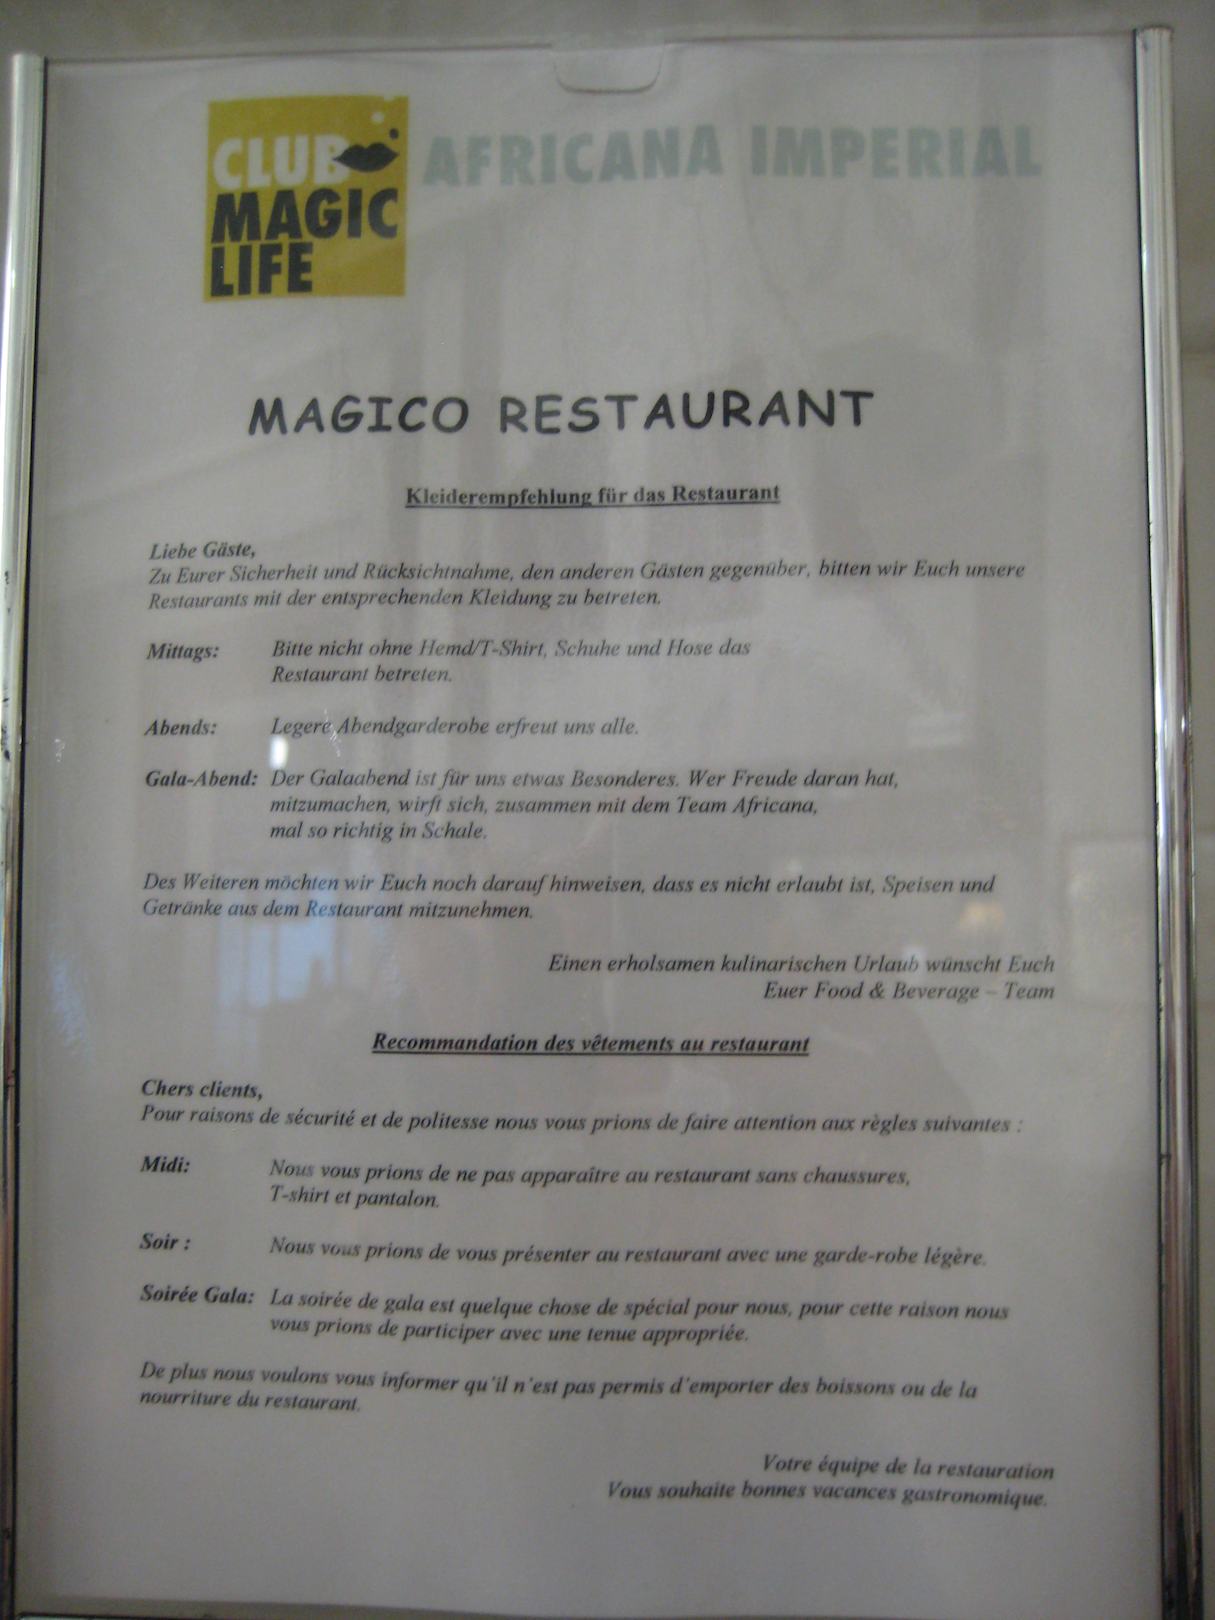 CLUB
MAGIC
LIFE
AFRICANA IMPERIAL
MAGICO RESTAURANT
Kleiderempfehlung für das Restaurant
Liebe Gäste,
Zu Eurer Sicherheit und Rücksichtnahme, den anderen Gästen gegenüber, bitten wir Euch unsere
Restaurants mit der entsprechenden Kleidung zu betreten.
Mittags: Bitte nicht ohne Hemd/T-Shirt, Schuhe und Hose das
Restaurant betreten.
Abends: Legere Abendgarderobe erfreut uns alle.
Gala-Abend: Der Galaabend ist für uns etwas Besonderes. Wer Freude daran hat,
mitzumachen, wirft sich, zusammen mit dem Team Africana,
mal so richtig in Schale.
Des Weiteren möchten wir Euch noch darauf hinweisen, dass es nicht erlaubt ist, Speisen und
Getränke aus dem Restaurant mitzunehmen.
Einen erholsamen kulinarischen Urlaub wünscht Euch
Euer Food & Beverage – Team
Recommandation des vêtements au restaurant
Chers clients,
Pour raisons de sécurité et de politesse nous vous prions de faire attention aux règles suivantes :
Midi: Nous vous prions de ne pas apparaître au restaurant sans chaussures,
T-shirt et pantalon.
Soir : Nous vous prions de vous présenter au restaurant avec une garde-robe légère.
Soirée Gala: La soirée de gala est quelque chose de spécial pour nous, pour cette raison nous
vous prions de participer avec une tenue appropriée.
De plus nous voulons vous informer qu'il n'est pas permis d'emporter des boissons ou de la
nourriture du restaurant.
Votre équipe de la restauration
Vous souhaite bonnes vacances gastronomique.